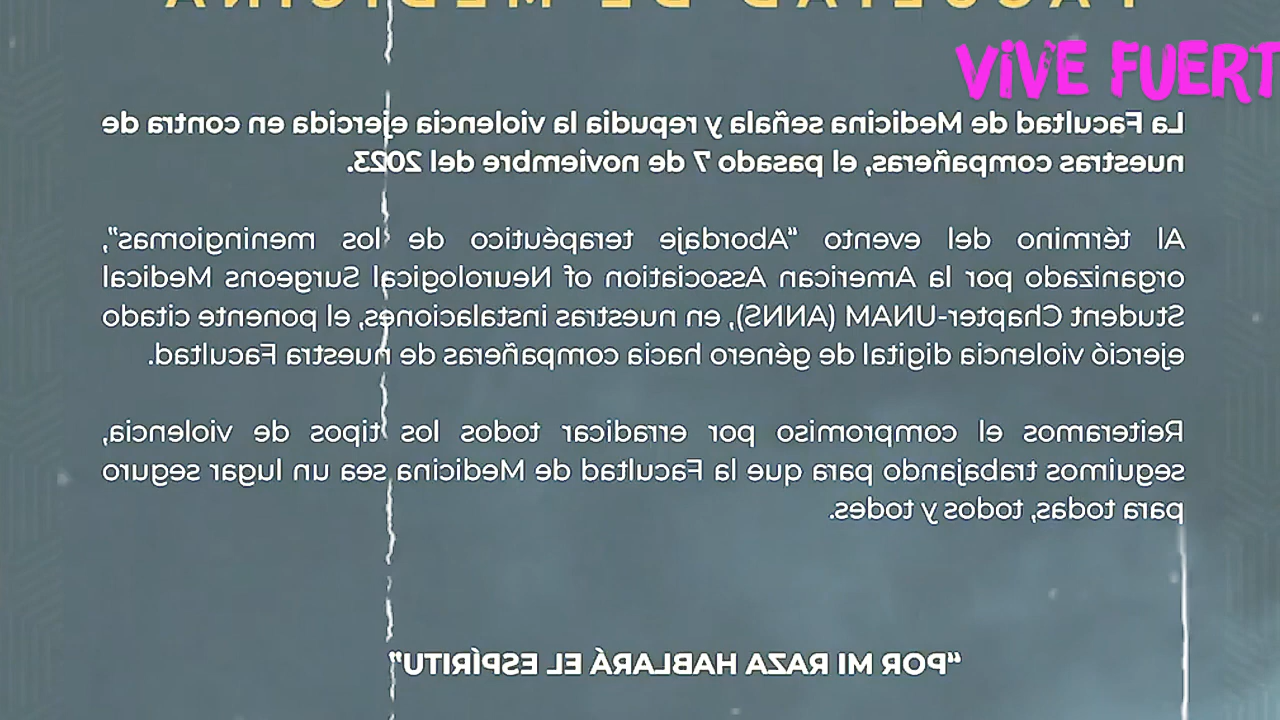 FACULTAD DE MEDICINA
VIVE FUERT
La Facultad de Medicina señala y repudia la violencia ejercida en contra de
nuestras compañeras, el pasado 7 de noviembre del 2023.
Al término del evento “Abordaje terapéutico de los meningiomas”,
organizado por la American Association of Neurological Surgeons Medical
Student Chapter-UNAM (ANNS), en nuestras instalaciones, el ponente citado
ejerció violencia digital de género hacia compañeras de nuestra Facultad.
Reiteramos el compromiso por erradicar todos los tipos de violencia,
seguimos trabajando para que la Facultad de Medicina sea un lugar seguro
para todas, todos y todes.
“POR MI RAZA HABLARÁ EL ESPÍRITU”